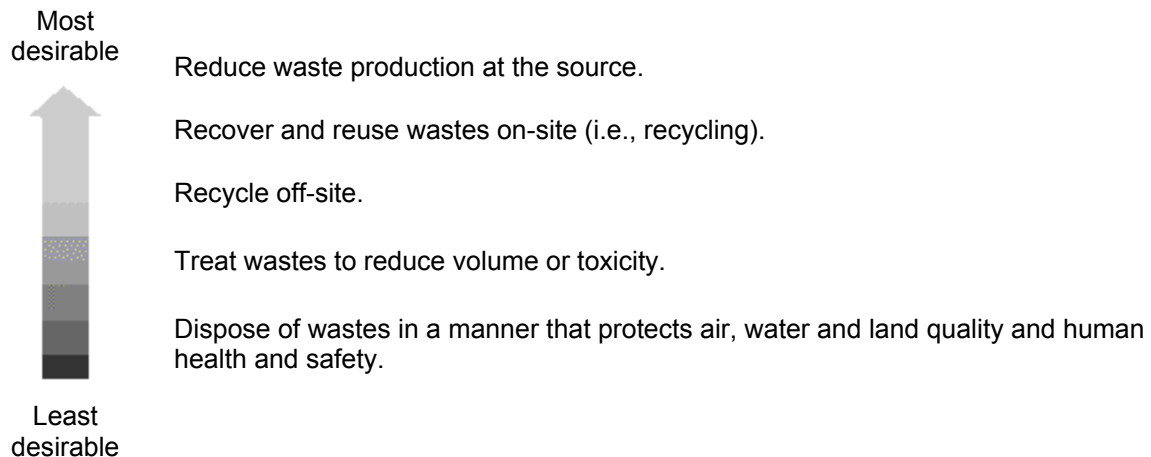 Most
desirable
Reduce waste production at the source.
Recover and reuse wastes on-site (i.e., recycling).
Recycle off-site.
Treat wastes to reduce volume or toxicity.
Dispose of wastes in a manner that protects air, water and land quality and human
health and safety.
Least
desirable